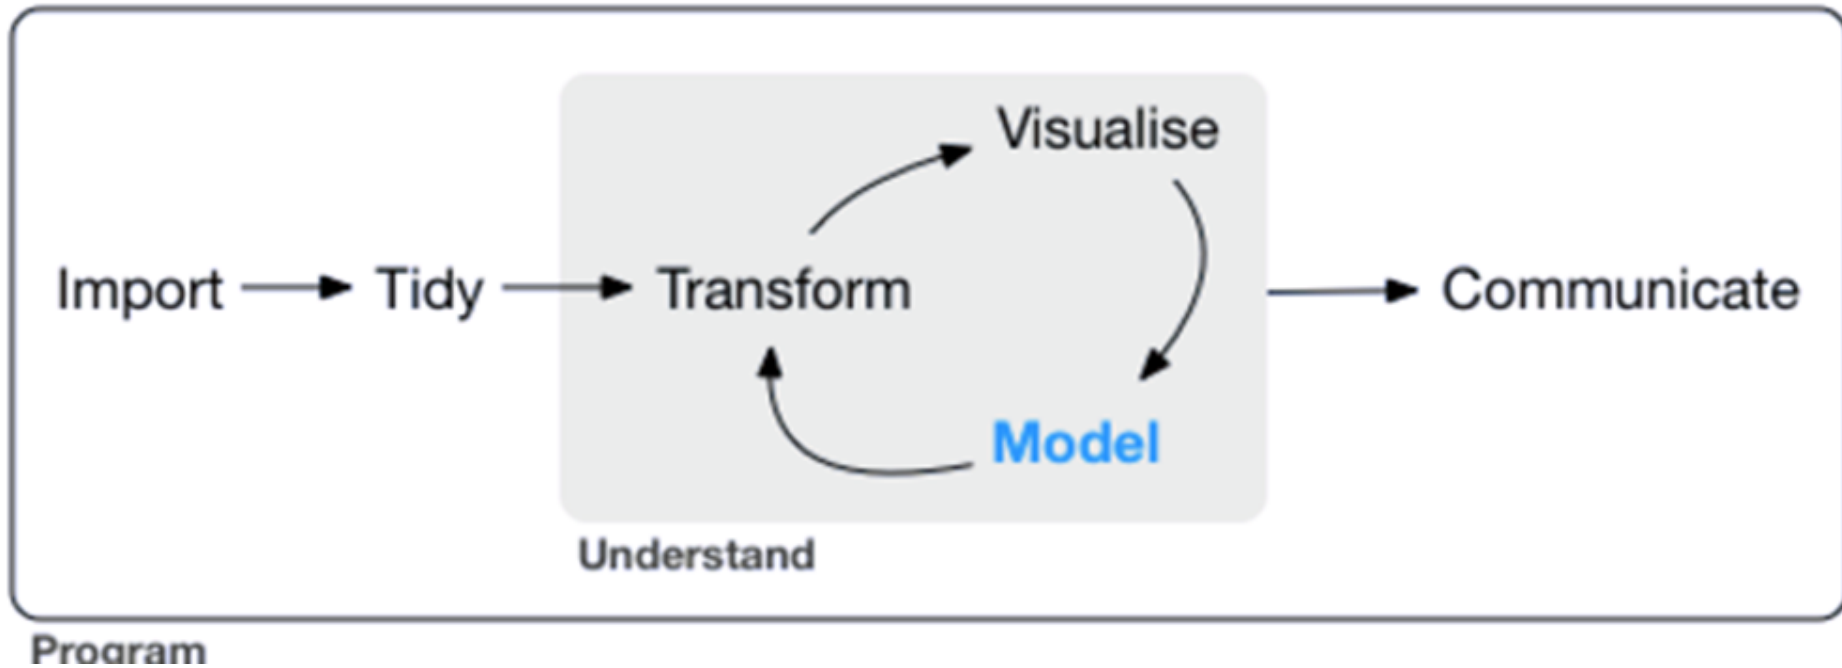 Visualise
Import
Tidy
Transform
Communicate
Model
Understand
Program